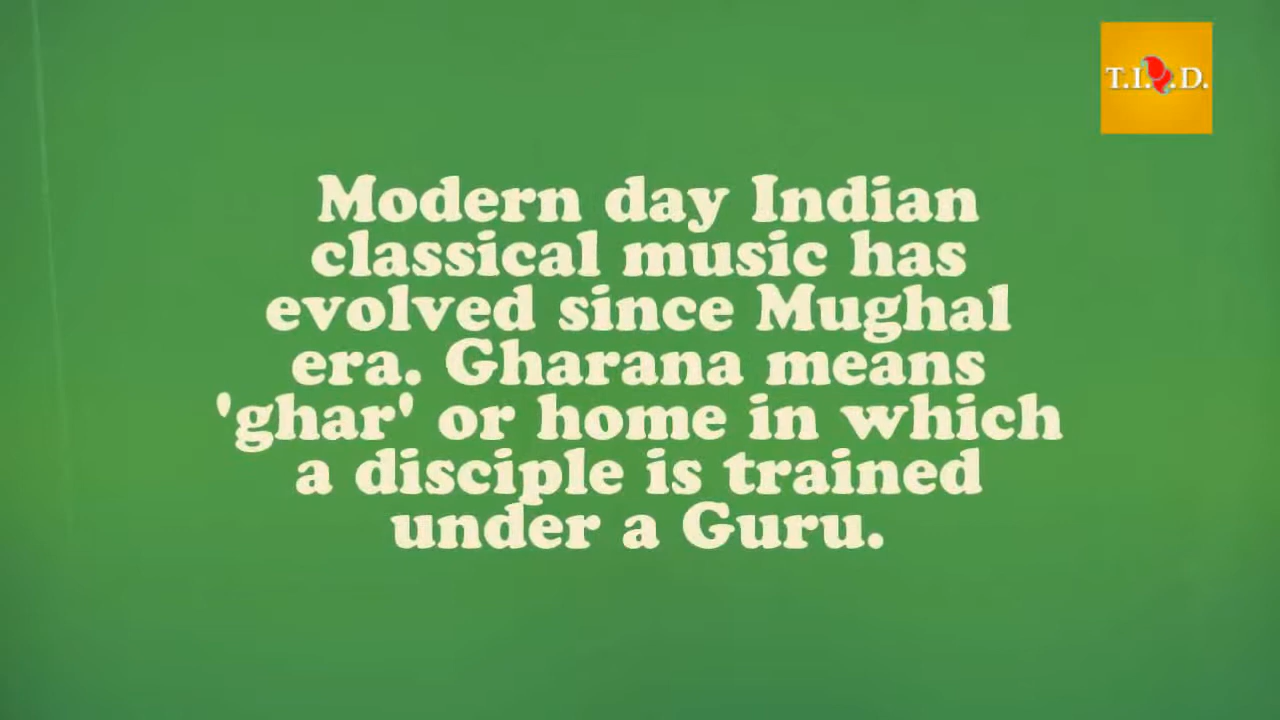 T.I. .D.
Modern day Indian
classical music has
evolved since Mughal
era. Gharana means
'ghar' or home in which
a disciple is trained
under a Guru.